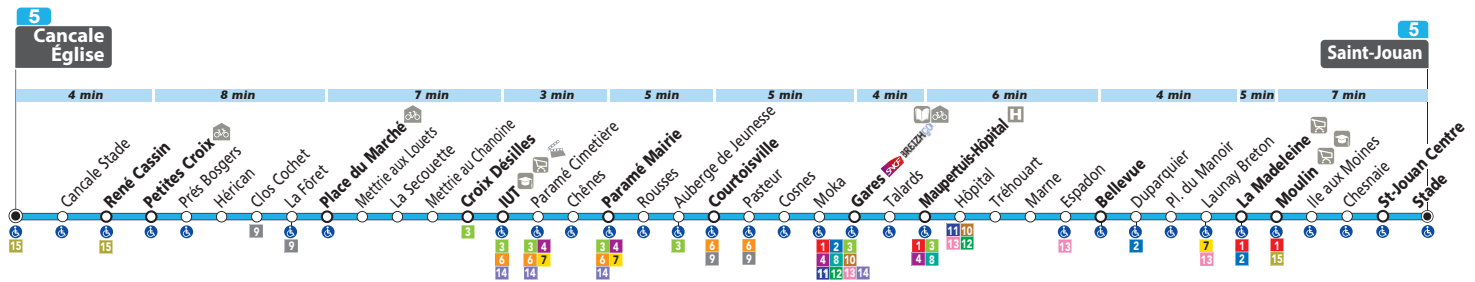 5
Cancale
Église
5
Saint-Jouan
4 min
8 min
7 min
3 min
5 min
5 min
4 min
6 min
4 min
5 min
7 min
Cancale Stade
René Cassin
Petites Croix
Prés Bosgers
Hérican
Clos Cochet
La Fôret
Place du Marché
Mettrie aux Louets
La Secouette
Mettrie au Chanoine
Croix Désilles
IUT
Paramé Cimetière
Chênes
Paramé Mairie
Rousses
Auberge de Jeunesse
Courtoisville
Pasteur
Cosnes
Moka
Gares SNCF BREIZHGO
Talards
Maupertuis-Hôpital
H
Hôpital
Tréhouart
Marne
Espadon
Bellevue
Duparquier
Pl. du Manoir
Launay Breton
La Madeleine
Moulin
Ile aux Moines
Chesnaie
St-Jouan Centre
Stade
15
15
9
9
3
3
6
14
3 4
6 7
14
3 4
6 7
14
3
6
9
6
9
1 2 3
4 8 10
11 12 13 14
1 3
4 8
11 10
13 12
13
2
7
13
1
2
1
15